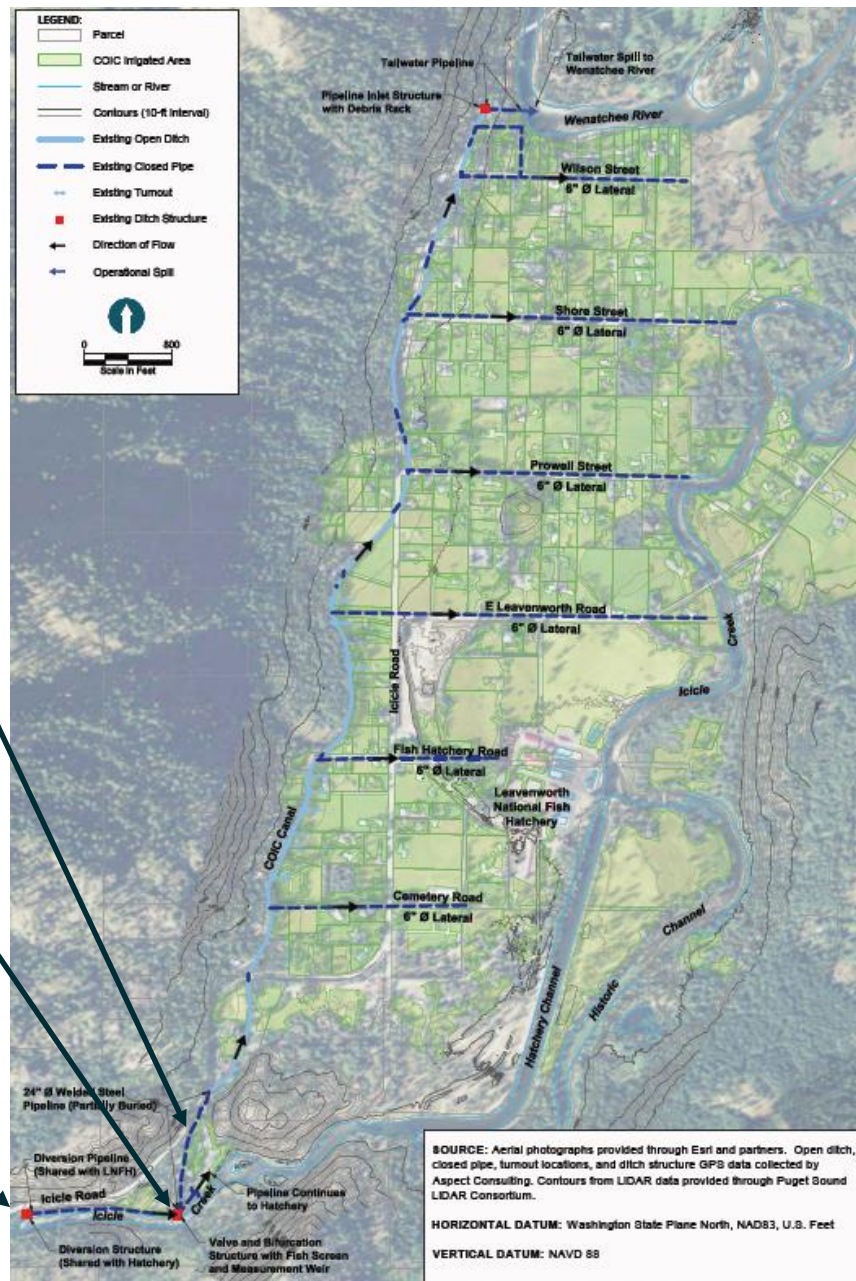 LEGEND:
Parcel
COIC Irrigated Area
Stream or River
Contours (10-ft Interval)
Existing Open Ditch
Existing Closed Pipe
Existing Turnout
Existing Ditch Structure
Direction of Flow
Operational Spill
0 800
Scale in Feet
Tailwater Pipeline
Tailwater Spill to
Wenatchee River
Pipeline Inlet Structure
with Debris Rack
Wenatchee River
Wilson Street
6" Ø Lateral
Shore Street
6" Ø Lateral
Prowell Street
6" Ø Lateral
E Leavenworth Road
6" Ø Lateral
Creek
Icicle
Icicle Road
Fish Hatchery Road
6" Ø Lateral
Leavenworth
National Fish
Hatchery
COIC Canal
Cemetery Road
6" Ø Lateral
Channel
Historic
Hatchery Channel
24" Ø Welded Steel
Pipeline (Partially Buried)
Diversion Pipeline
(Shared with LNFH)
Icicle Road
Icicle
Creek
Pipeline Continues
to Hatchery
Diversion Structure
(Shared with Hatchery)
Valve and Bifurcation
Structure with Fish Screen
and Measurement Weir
SOURCE: Aerial photographs provided through Esri and partners. Open ditch,
closed pipe, turnout locations, and ditch structure GPS data collected by
Aspect Consulting. Contours from LIDAR data provided through Puget Sound
LIDAR Consortium.
HORIZONTAL DATUM: Washington State Plane North, NAD83, U.S. Feet
VERTICAL DATUM: NAVD 88